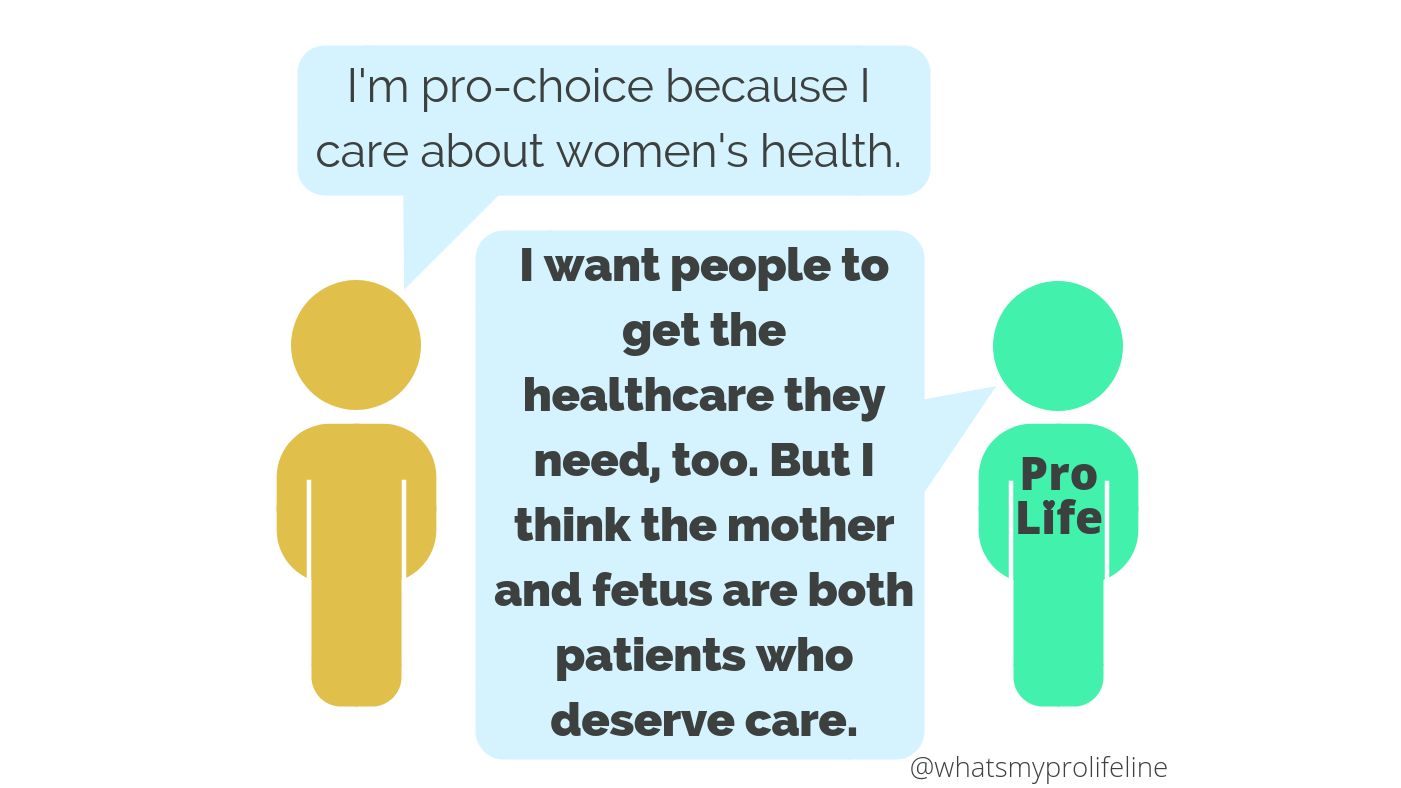 I'm pro-choice because I
care about women's health.
I want people to
get the
healthcare they
need, too. But I
think the mother
and fetus are both
patients who
deserve care.
Pro
Life
@whatsmyprolifeline